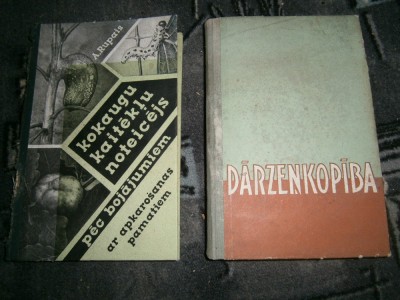 A.Rupais
kokaugu
kaitēkļu
noteicējs
pēc bojājumiem
ar apkarošanas
pamatiem
DĀRZEŅKOPĪBA